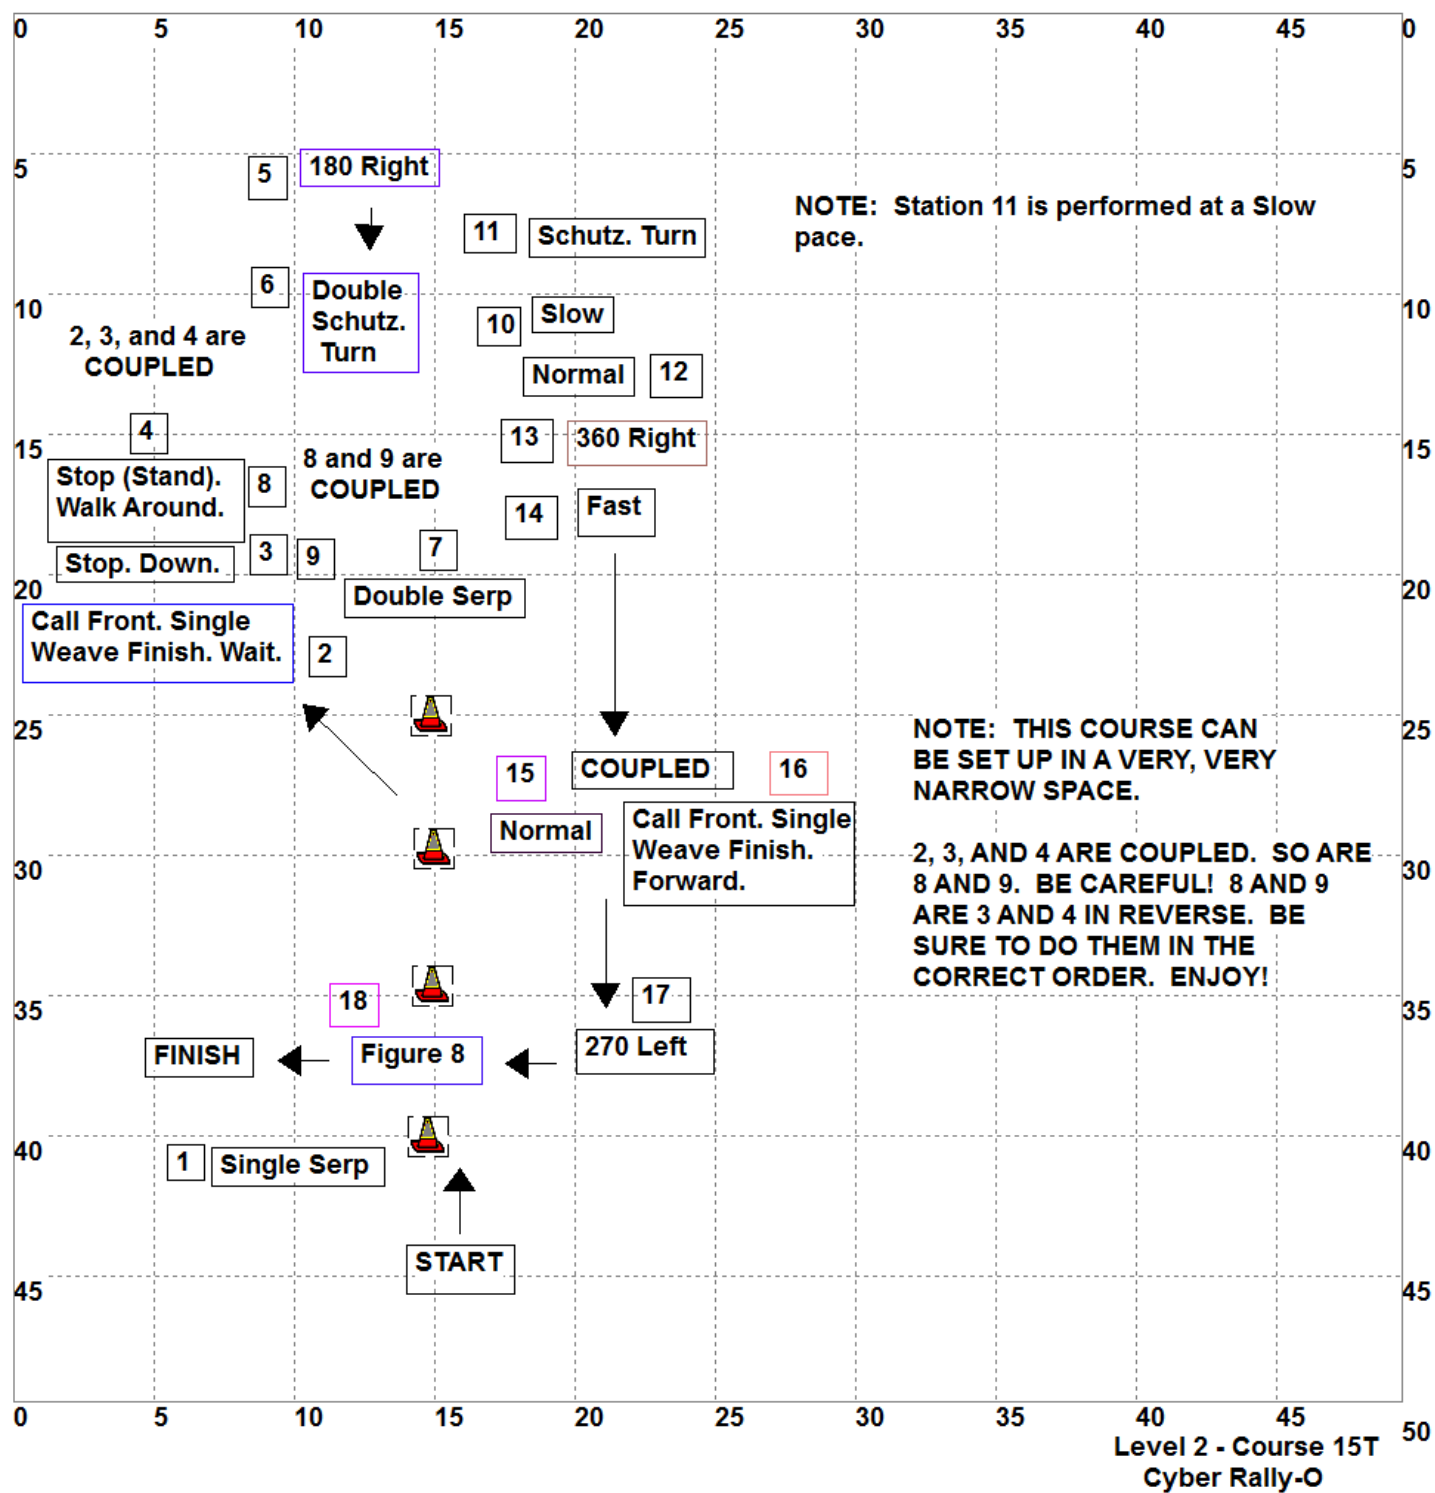 0 5 10 15 20 25 30 35 40 45 0
5 180 Right
5 5
11 Schutz. Turn
NOTE: Station 11 is performed at a Slow
pace.
6 Double
Schutz.
Turn
10 10
10 Slow
2, 3, and 4 are
COUPLED
Normal 12
4
15 15
13 360 Right
8 and 9 are
COUPLED
Stop (Stand).
Walk Around.
8
14 Fast
Stop. Down.
3 9
7
20 20
Double Serp
Call Front. Single
Weave Finish. Wait.
2
25 25
NOTE: THIS COURSE CAN
BE SET UP IN A VERY, VERY
NARROW SPACE.
15 COUPLED 16
Normal
Call Front. Single
Weave Finish.
Forward.
30 30
2, 3, AND 4 ARE COUPLED. SO ARE
8 AND 9. BE CAREFUL! 8 AND 9
ARE 3 AND 4 IN REVERSE. BE
SURE TO DO THEM IN THE
CORRECT ORDER. ENJOY!
18 17
35 35
FINISH Figure 8 270 Left
40 40
1 Single Serp
START
45 45
0 5 10 15 20 25 30 35 40 45 50
Level 2 - Course 15T
Cyber Rally-O